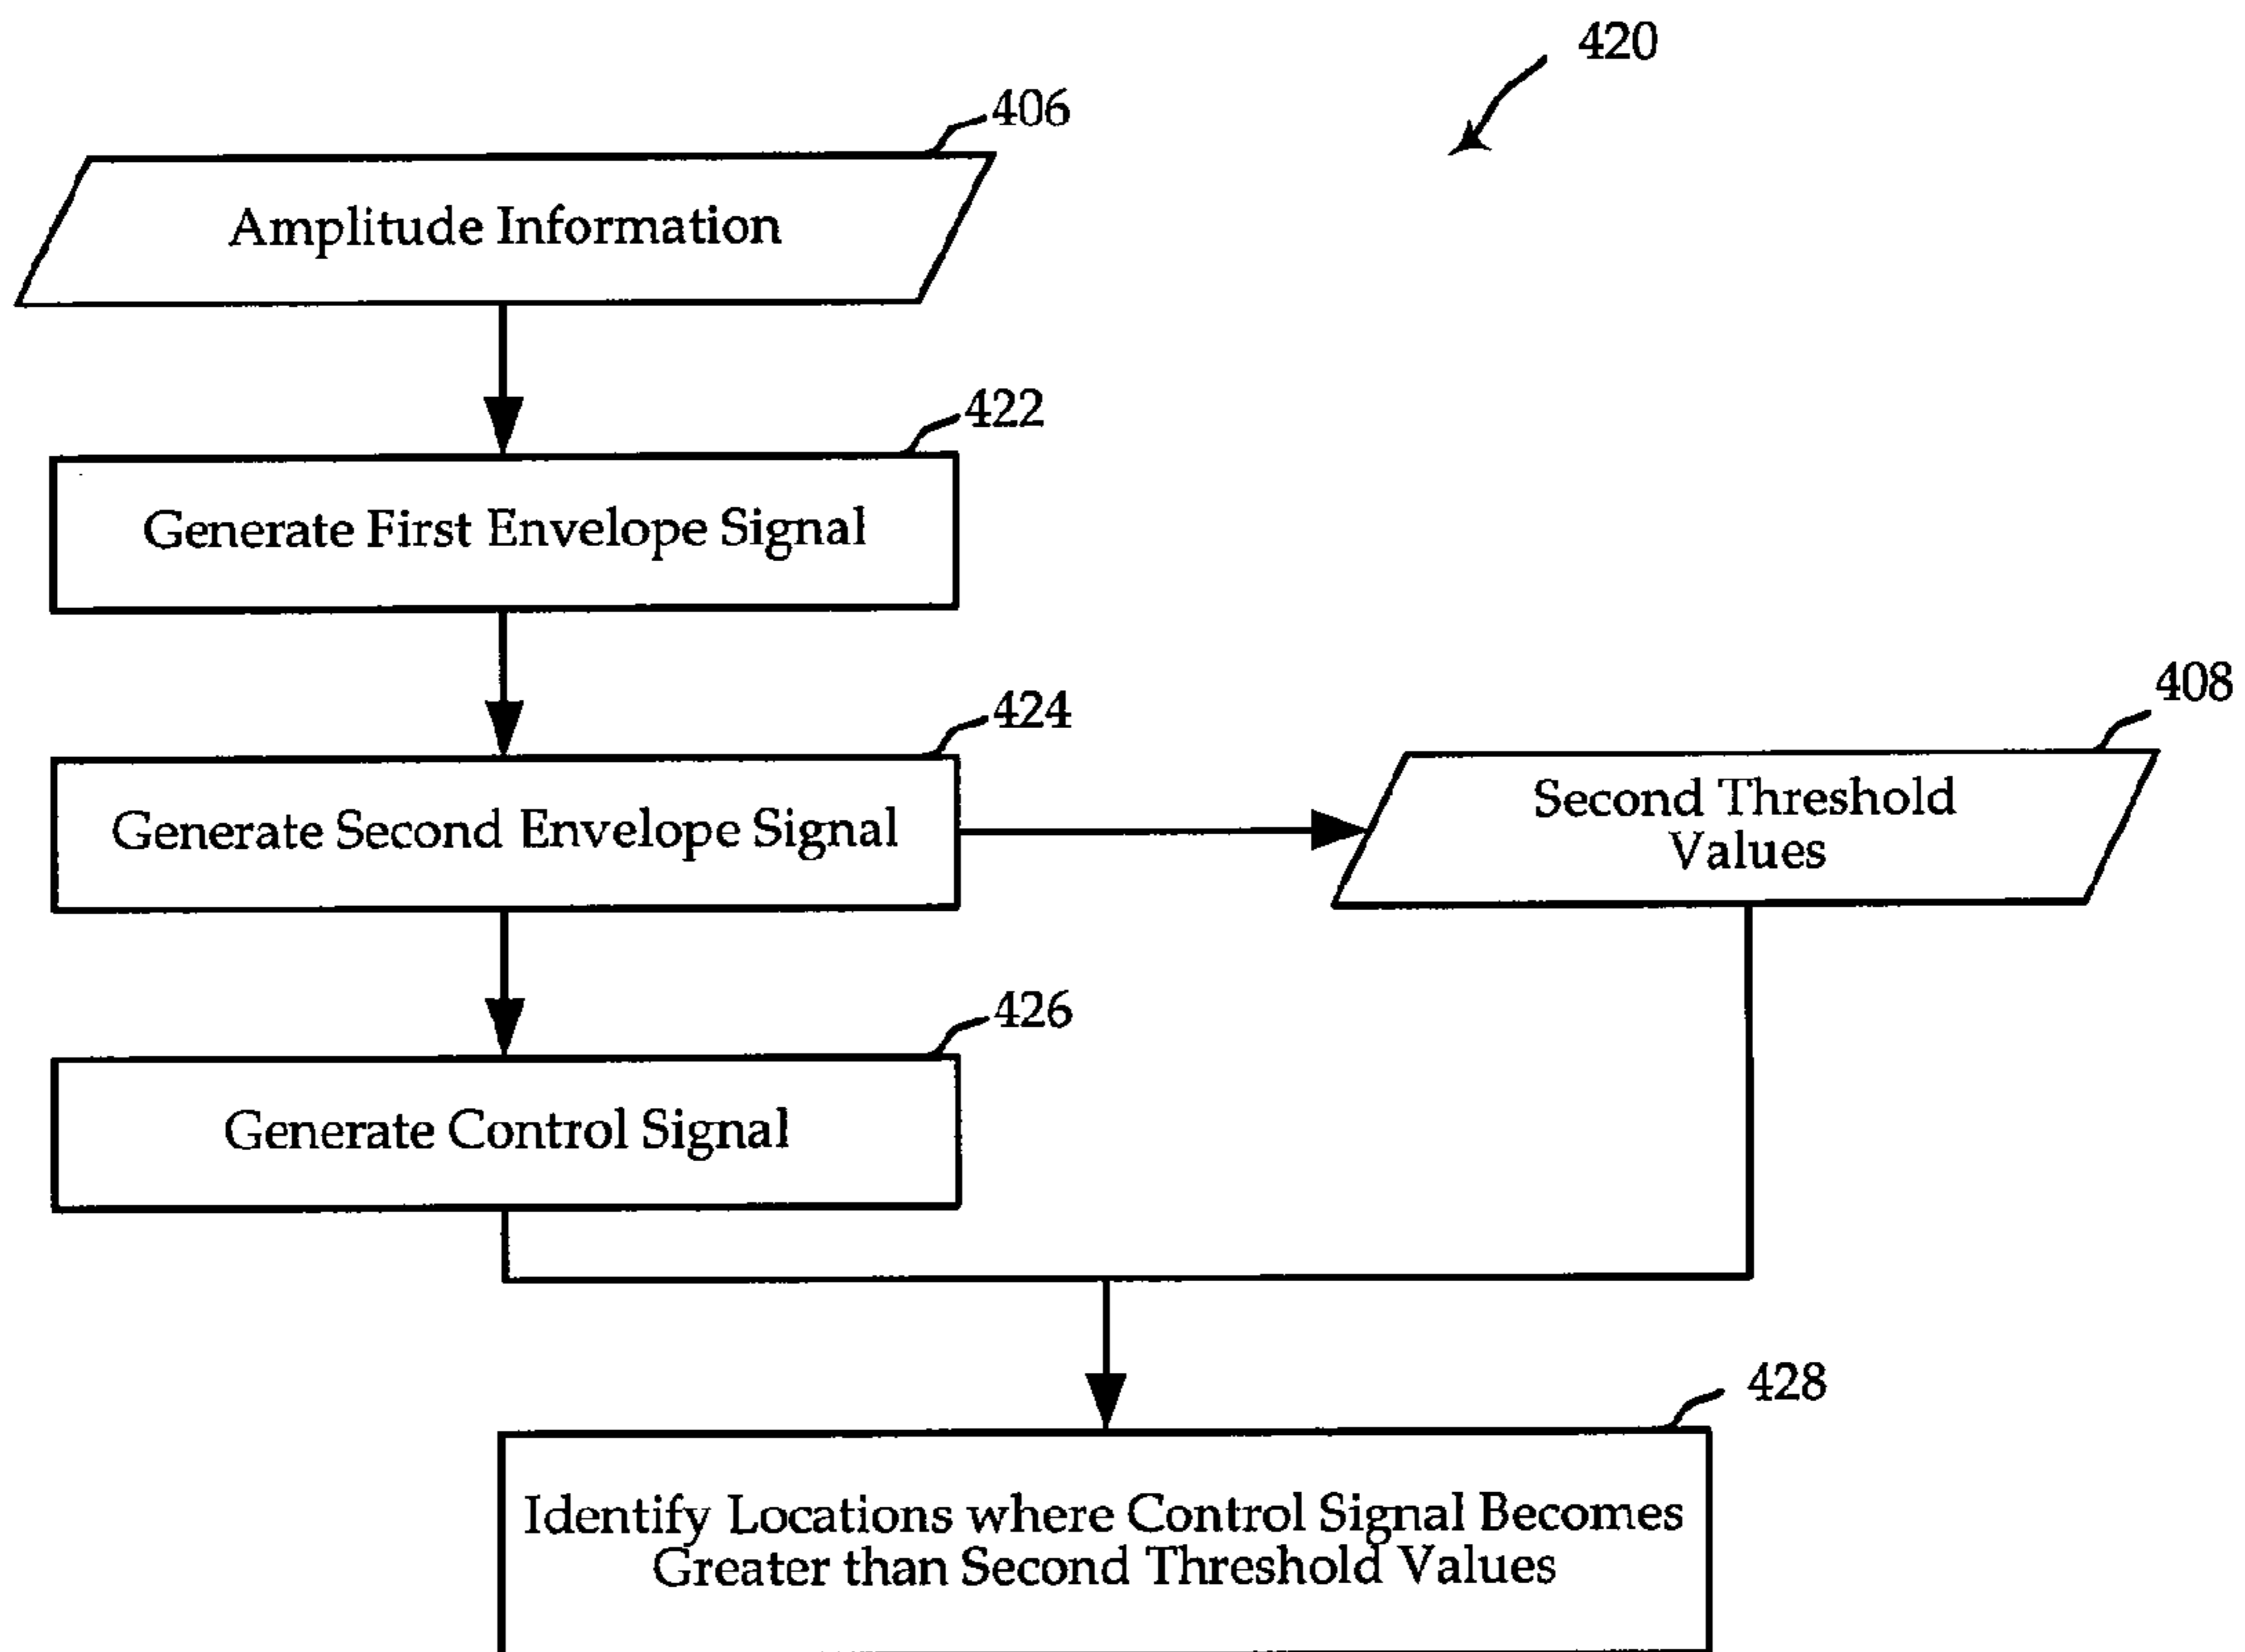 420
406
Amplitude Information
422
Generate First Envelope Signal
424
Generate Second Envelope Signal
408
Second Threshold
Values
426
Generate Control Signal
428
Identify Locations where Control Signal Becomes
Greater than Second Threshold Values